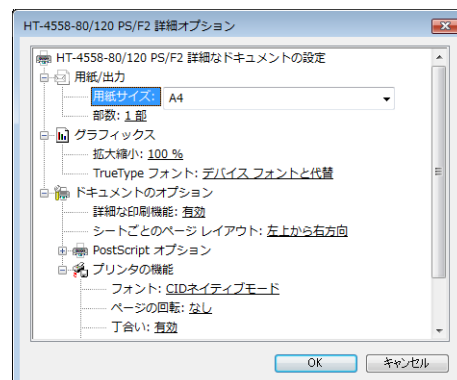 HT-4558-80/120 PS/F2 詳細オプション
HT-4558-80/120 PS/F2 詳細なドキュメントの設定
用紙/出力
用紙サイズ: A4
部数: 1 部
グラフィックス
拡大縮小: 100 %
TrueType フォント: デバイス フォントと代替
ドキュメントのオプション
詳細な印刷機能: 有効
シートごとのページ レイアウト: 左上から右方向
PostScript オプション
プリンタの機能
フォント: CIDネイティブモード
ページの回転: なし
丁合い: 有効
OK キャンセル